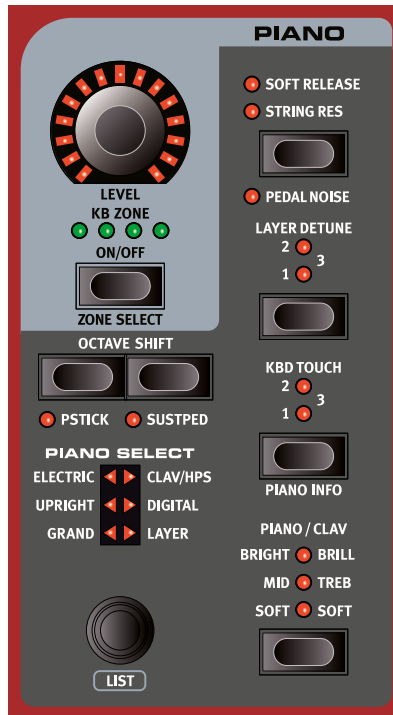 PIANO
SOFT RELEASE
STRING RES
PEDAL NOISE
LEVEL
KB ZONE
ON/OFF
ZONE SELECT
LAYER DETUNE
2
3
1
OCTAVE SHIFT
PSTICK SUSTPED
KBD TOUCH
2
3
1
PIANO INFO
PIANO SELECT
ELECTRIC CLAV/HPS
UPRIGHT DIGITAL
GRAND LAYER
PIANO / CLAV
BRIGHT BRILL
MID TREB
SOFT SOFT
LIST